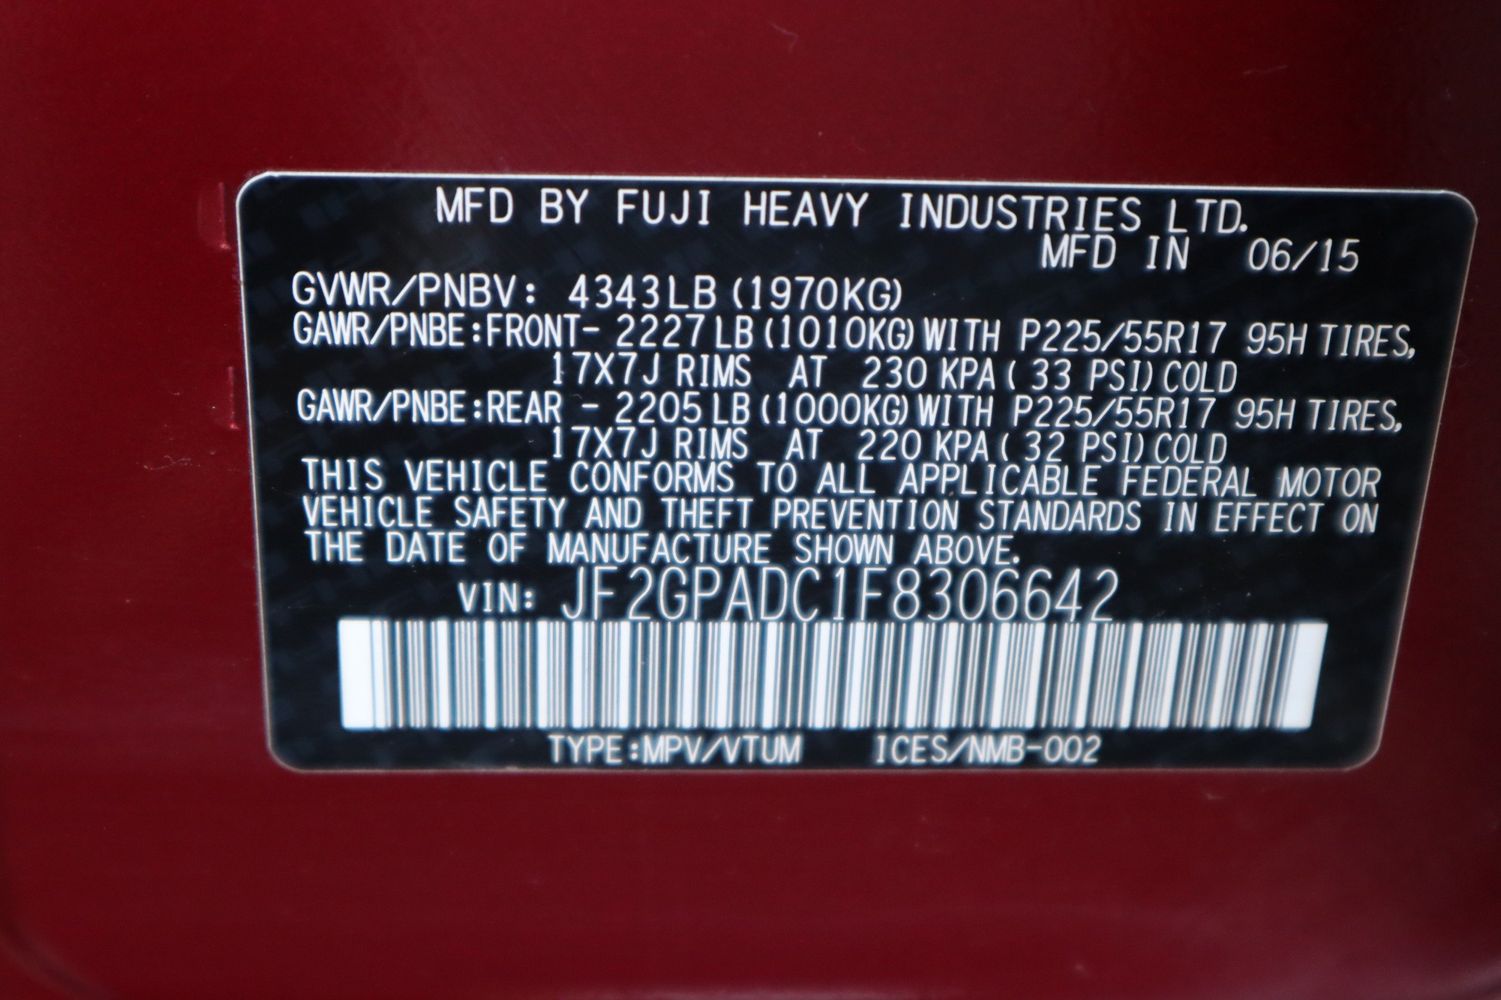 MFD BY FUJI HEAVY INDUSTRIES LTD.
MFD IN 06/15
GVWR/PNBV: 4343LB (1970KG)
GAWR/PNBE:FRONT- 2227LB (1010KG) WITH P225/55R17 95H TIRES,
17X7J RIMS AT 230 KPA ( 33 PSI) COLD
GAWR/PNBE:REAR - 2205LB (1000KG) WITH P225/55R17 95H TIRES,
17X7J RIMS AT 220 KPA ( 32 PSI) COLD
THIS VEHICLE CONFORMS TO ALL APPLICABLE FEDERAL MOTOR
VEHICLE SAFETY AND THEFT PREVENTION STANDARDS IN EFFECT ON
THE DATE OF MANUFACTURE SHOWN ABOVE.
VIN: JF2GPADC1F8306642
TYPE:MPV/VTUM ICES/NMB-002